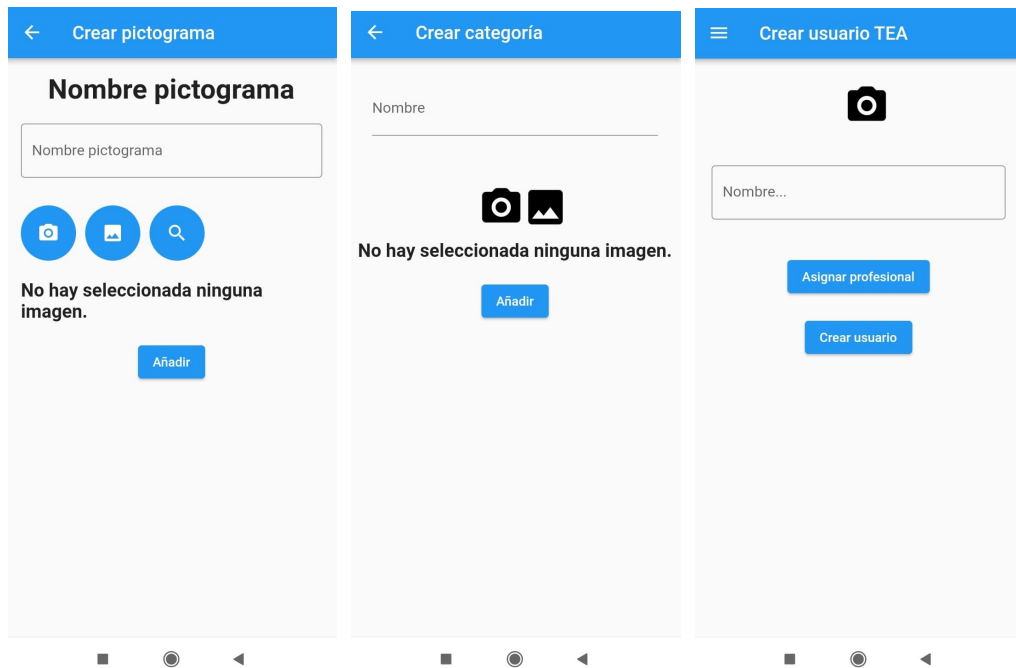 Crear pictograma
Nombre pictograma
Nombre pictograma
No hay seleccionada ninguna
imagen.
Añadir
Crear categoría
Nombre
No hay seleccionada ninguna imagen.
Añadir
Crear usuario TEA
Nombre...
Asignar profesional
Crear usuario